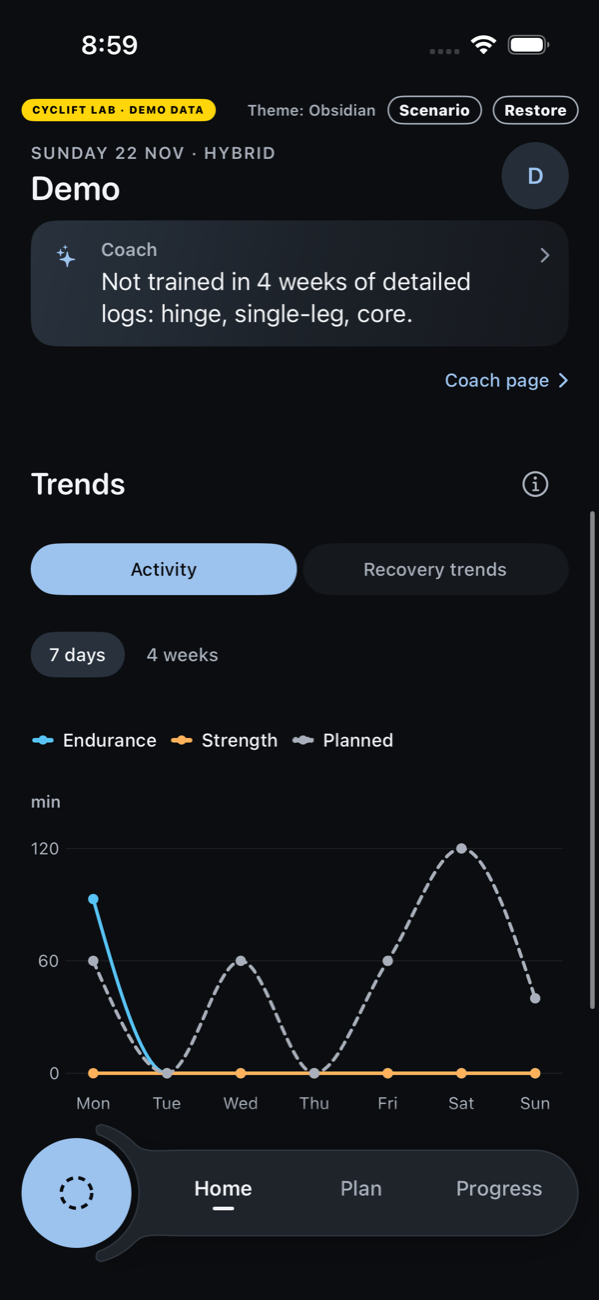 8:59
CYCLIFT LAB · DEMO DATA
Theme: Obsidian
Scenario
Restore
SUNDAY 22 NOV · HYBRID
Demo
D
Coach
Not trained in 4 weeks of detailed
logs: hinge, single-leg, core.
Coach page
Trends
Activity
Recovery trends
7 days
4 weeks
Endurance
Strength
Planned
min
120
60
0
Mon Tue Wed Thu Fri Sat Sun
Home
Plan
Progress